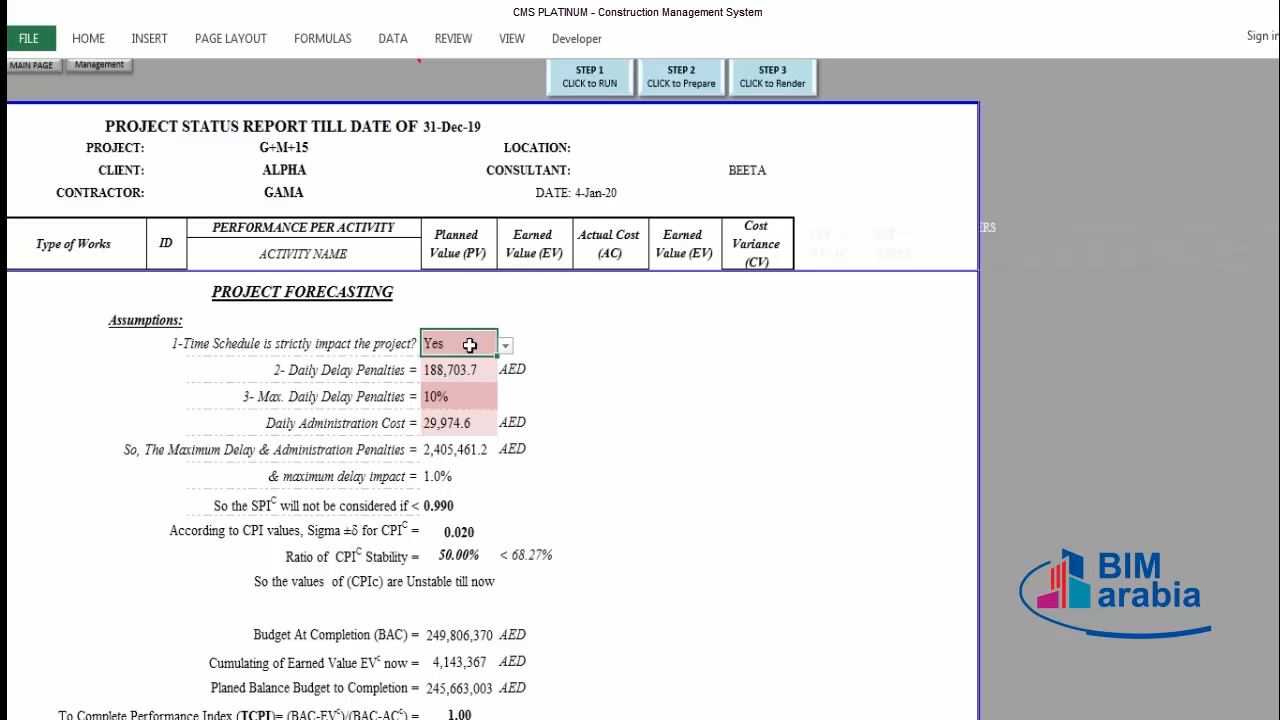 CMS PLATINUM - Construction Management System
FILE HOME INSERT PAGE LAYOUT FORMULAS DATA REVIEW VIEW Developer Sign in
MAIN PAGE Management
STEP 1 STEP 2 STEP 3
CLICK to RUN CLICK to Prepare CLICK to Render
PROJECT STATUS REPORT TILL DATE OF 31-Dec-19
PROJECT: G+M+15 LOCATION:
CLIENT: ALPHA CONSULTANT: BEETA
CONTRACTOR: GAMA DATE: 4-Jan-20
Type of Works ID PERFORMANCE PER ACTIVITY ACTIVITY NAME Planned Value (PV) Earned Value (EV) Actual Cost (AC) Earned Value (EV) Cost Variance (CV)
ERS
PROJECT FORECASTING
Assumptions:
1-Time Schedule is strictly impact the project? Yes
2- Daily Delay Penalties = 188,703.7 AED
3- Max. Daily Delay Penalties = 10%
Daily Administration Cost = 29,974.6 AED
So, The Maximum Delay & Administration Penalties = 2,405,461.2 AED
& maximum delay impact = 1.0%
So the SPIC will not be considered if < 0.990
According to CPI values, Sigma ±δ for CPIC = 0.020
Ratio of CPIC Stability = 50.00% < 68.27%
So the values of (CPIc) are Unstable till now
Budget At Completion (BAC) = 249,806,370 AED
Cumulating of Earned Value EVc now = 4,143,367 AED
Planed Balance Budget to Completion = 245,663,003 AED
To Complete Performance Index (TCPI)= (BAC-EVc)/(BAC-ACc) = 1.00
BIM
arabia